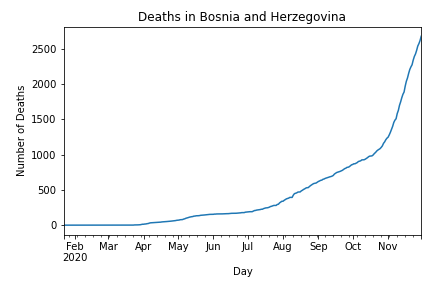 Deaths in Bosnia and Herzegovina
Number of Deaths
2500
2000
1500
1000
500
0
Feb Mar Apr May Jun Jul Aug Sep Oct Nov
2020
Day